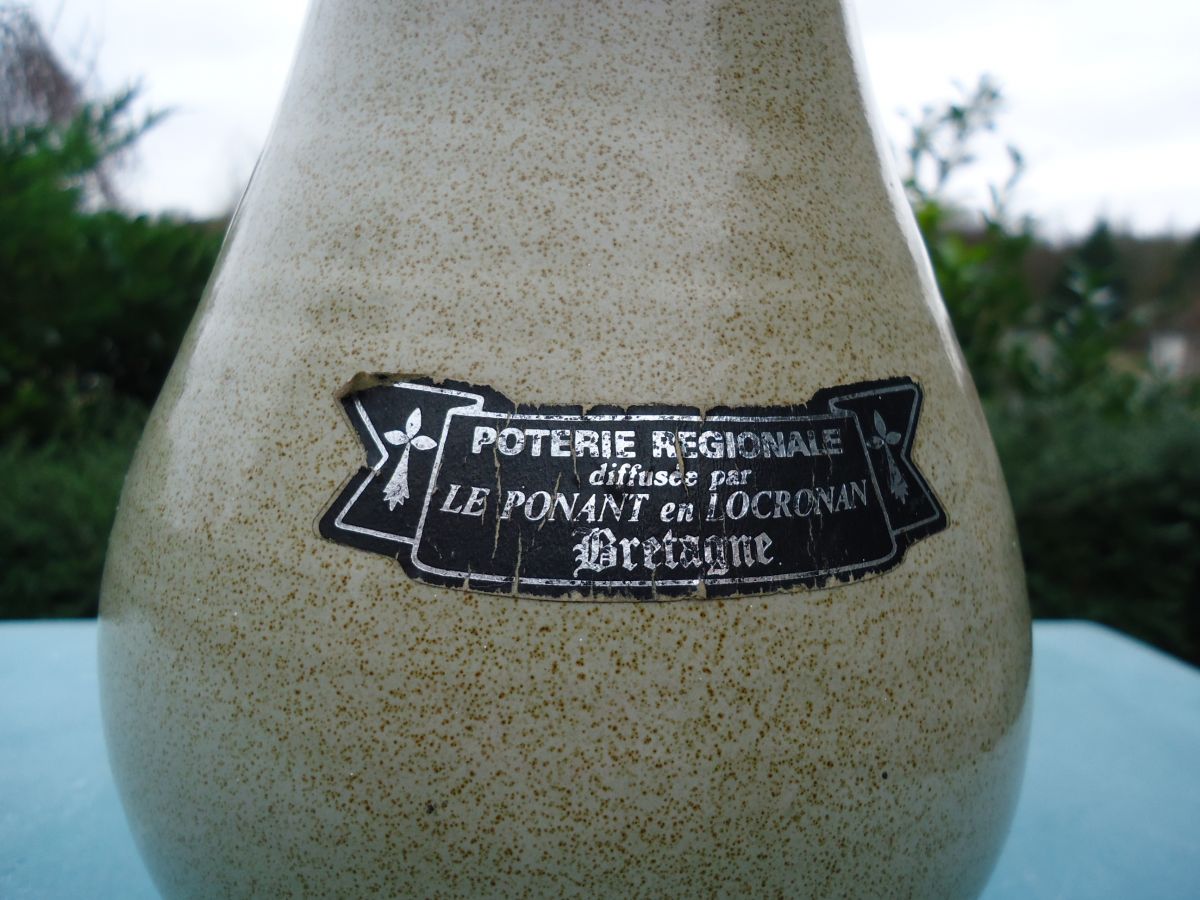 POTERIE REGIONALE
diffusée par
LE PONANT en LOCRONAN
Bretagne